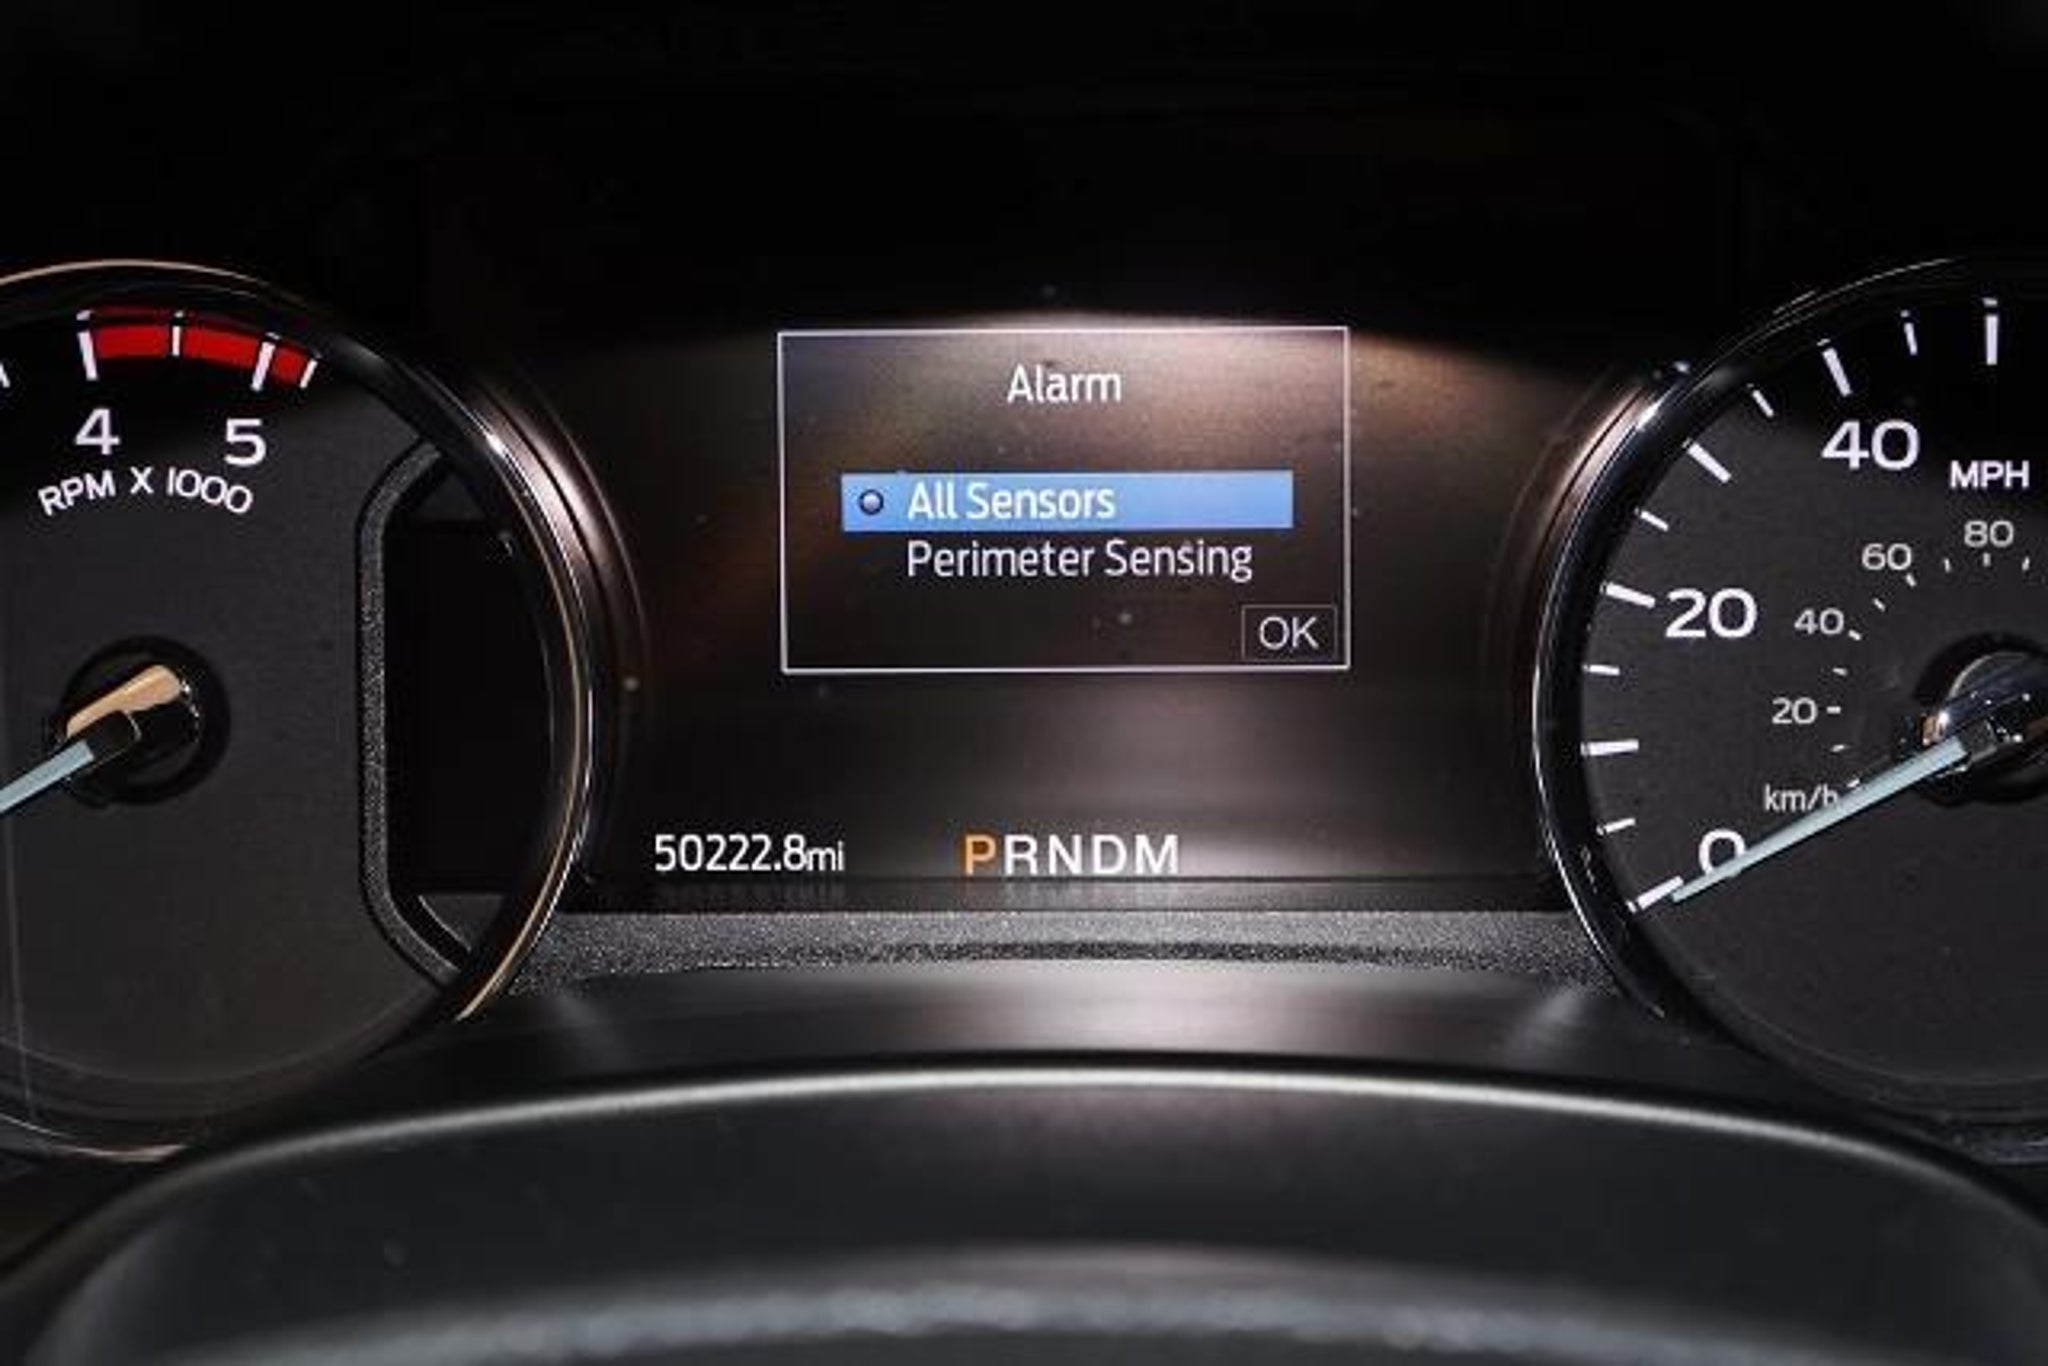 Alarm
All Sensors
Perimeter Sensing
OK
4 5
RPM X 1000
40
MPH
80
60
20
40
20
km/h
0
50222.8mi PRNDM